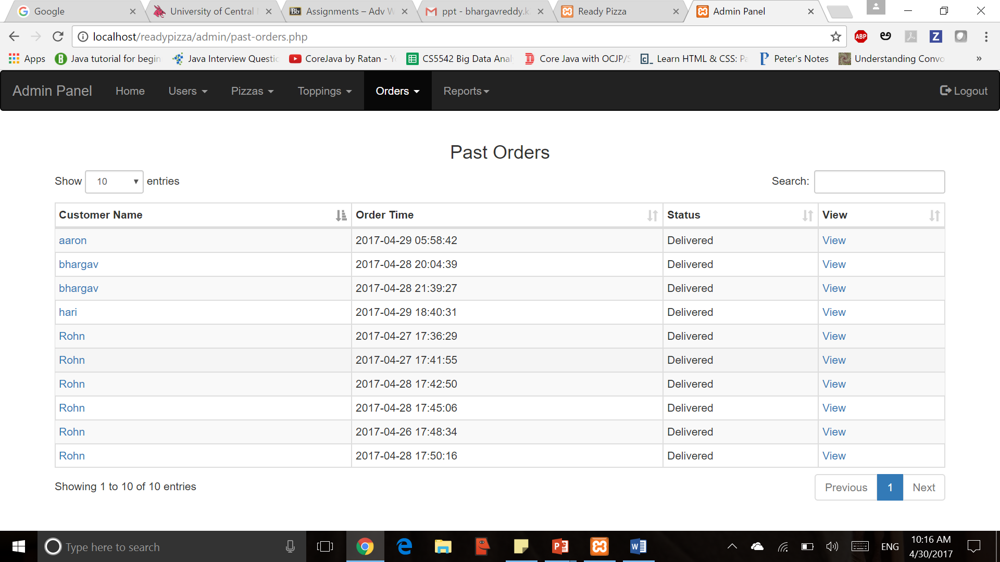 Google
University of Central
Assignments – Adv W
ppt - bhargavreddy.k
Ready Pizza
Admin Panel
localhost/readypizza/admin/past-orders.php
ABP
Z
Apps
Java tutorial for begin
Java Interview Questio
CoreJava by Ratan - Yo
CS5542 Big Data Anal
Core Java with OCJP/S
Learn HTML & CSS: Pa
Peter's Notes
Understanding Convo
»
Admin Panel
Home
Users
Pizzas
Toppings
Orders
Reports
Logout
Past Orders
Show 10 entries
Search:
Customer Name Order Time Status View
aaron 2017-04-29 05:58:42 Delivered View
bhargav 2017-04-28 20:04:39 Delivered View
bhargav 2017-04-28 21:39:27 Delivered View
hari 2017-04-29 18:40:31 Delivered View
Rohn 2017-04-27 17:36:29 Delivered View
Rohn 2017-04-27 17:41:55 Delivered View
Rohn 2017-04-28 17:42:50 Delivered View
Rohn 2017-04-28 17:45:06 Delivered View
Rohn 2017-04-26 17:48:34 Delivered View
Rohn 2017-04-28 17:50:16 Delivered View
Showing 1 to 10 of 10 entries
Previous 1 Next
Type here to search
ENG
10:16 AM
4/30/2017